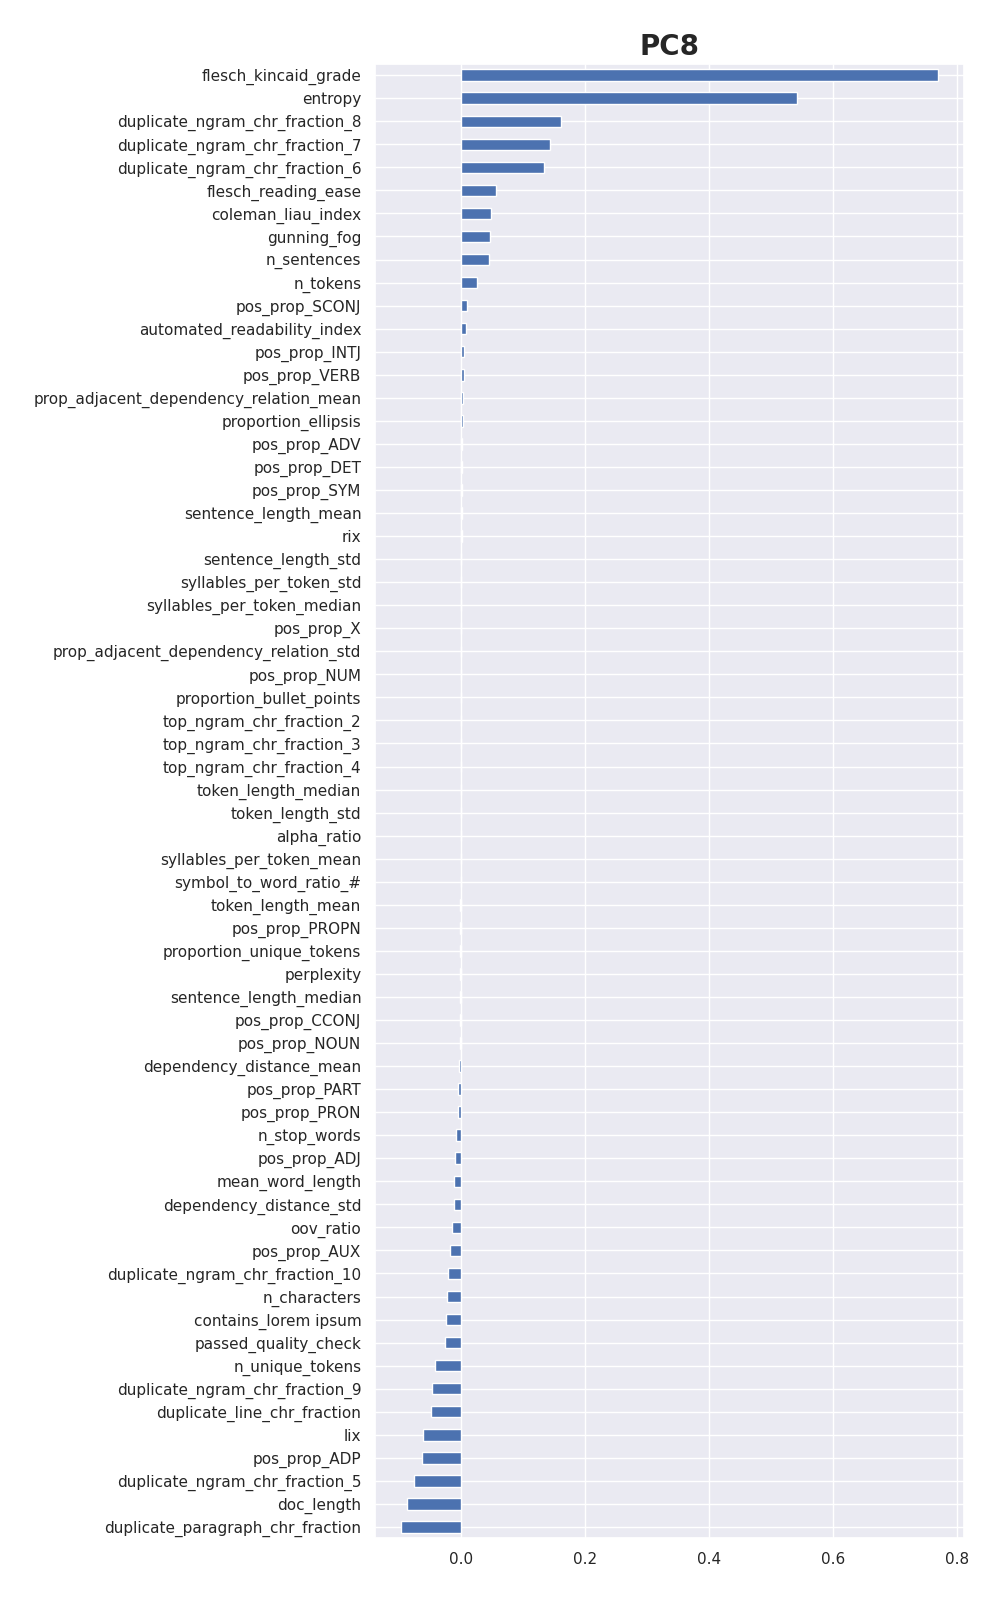 PC8
flesch_kincaid_grade
entropy
duplicate_ngram_chr_fraction_8
duplicate_ngram_chr_fraction_7
duplicate_ngram_chr_fraction_6
flesch_reading_ease
coleman_liau_index
gunning_fog
n_sentences
n_tokens
pos_prop_SCONJ
automated_readability_index
pos_prop_INTJ
pos_prop_VERB
prop_adjacent_dependency_relation_mean
proportion_ellipsis
pos_prop_ADV
pos_prop_DET
pos_prop_SYM
sentence_length_mean
rix
sentence_length_std
syllables_per_token_std
syllables_per_token_median
pos_prop_X
prop_adjacent_dependency_relation_std
pos_prop_NUM
proportion_bullet_points
top_ngram_chr_fraction_2
top_ngram_chr_fraction_3
top_ngram_chr_fraction_4
token_length_median
token_length_std
alpha_ratio
syllables_per_token_mean
symbol_to_word_ratio_#
token_length_mean
pos_prop_PROPN
proportion_unique_tokens
perplexity
sentence_length_median
pos_prop_CCONJ
pos_prop_NOUN
dependency_distance_mean
pos_prop_PART
pos_prop_PRON
n_stop_words
pos_prop_ADJ
mean_word_length
dependency_distance_std
oov_ratio
pos_prop_AUX
duplicate_ngram_chr_fraction_10
n_characters
contains_lorem ipsum
passed_quality_check
n_unique_tokens
duplicate_ngram_chr_fraction_9
duplicate_line_chr_fraction
lix
pos_prop_ADP
duplicate_ngram_chr_fraction_5
doc_length
duplicate_paragraph_chr_fraction
0.0 0.2 0.4 0.6 0.8